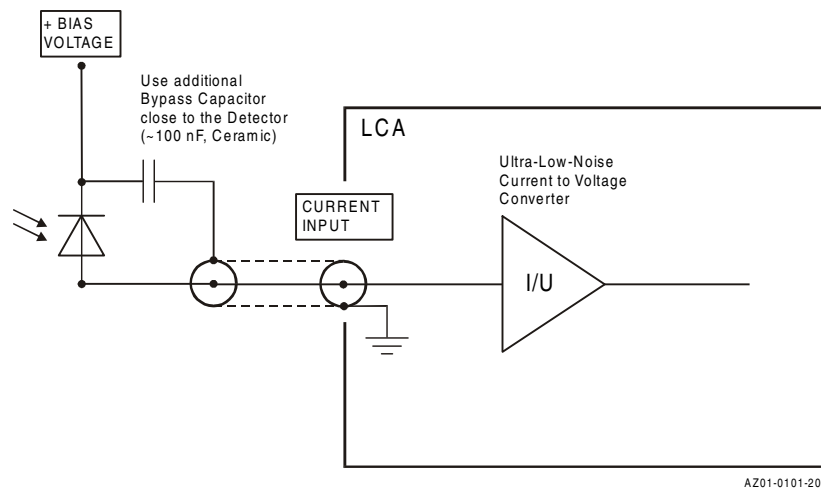 + BIAS
VOLTAGE
Use additional
Bypass Capacitor
close to the Detector
(~100 nF, Ceramic)
LCA
CURRENT
INPUT
Ultra-Low-Noise
Current to Voltage
Converter
I/U
AZ01-0101-20